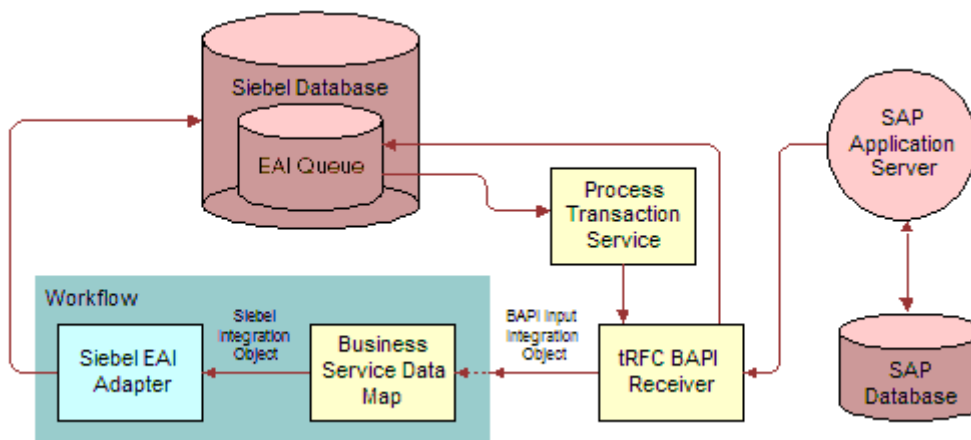 Siebel Database
EAI Queue
SAP
Application
Server
Process
Transaction
Service
Workflow
Siebel
Integration
Object
BAPI Input
Integration
Object
Siebel EAI
Adapter
Business
Service Data
Map
tRFC BAPI
Receiver
SAP
Database